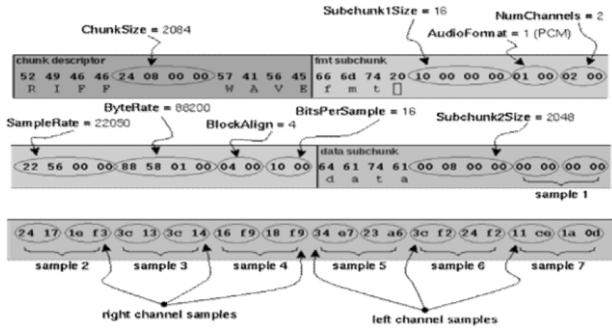 Subchunk1Size = 16
NumChannels = 2
ChunkSize = 2084
AudioFormat = 1 (PCM)
chunk descriptor
fmt subchunk
52 49 46 46 24 08 00 00 57 41 56 45 66 6d 74 20 10 00 00 00 01 00 02 00
R I F F W A V E f m t
ByteRate = 88200
BitsPerSample = 16
SampleRate = 22050
BlockAlign = 4
Subchunk2Size = 2048
data subchunk
22 56 00 00 88 58 01 00 04 00 10 00 64 61 74 61 00 08 00 00 00 00 00 00
d a t a
sample 1
24 17 1e f3 3c 13 3c 14 16 f9 18 f9 34 e7 23 a6 3c f2 24 f2 11 ce 1a 0d
sample 2 sample 3 sample 4 sample 5 sample 6 sample 7
right channel samples
left channel samples